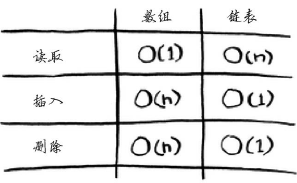 数组 链表
读取 O(1) O(n)
插入 O(n) O(1)
删除 O(n) O(1)